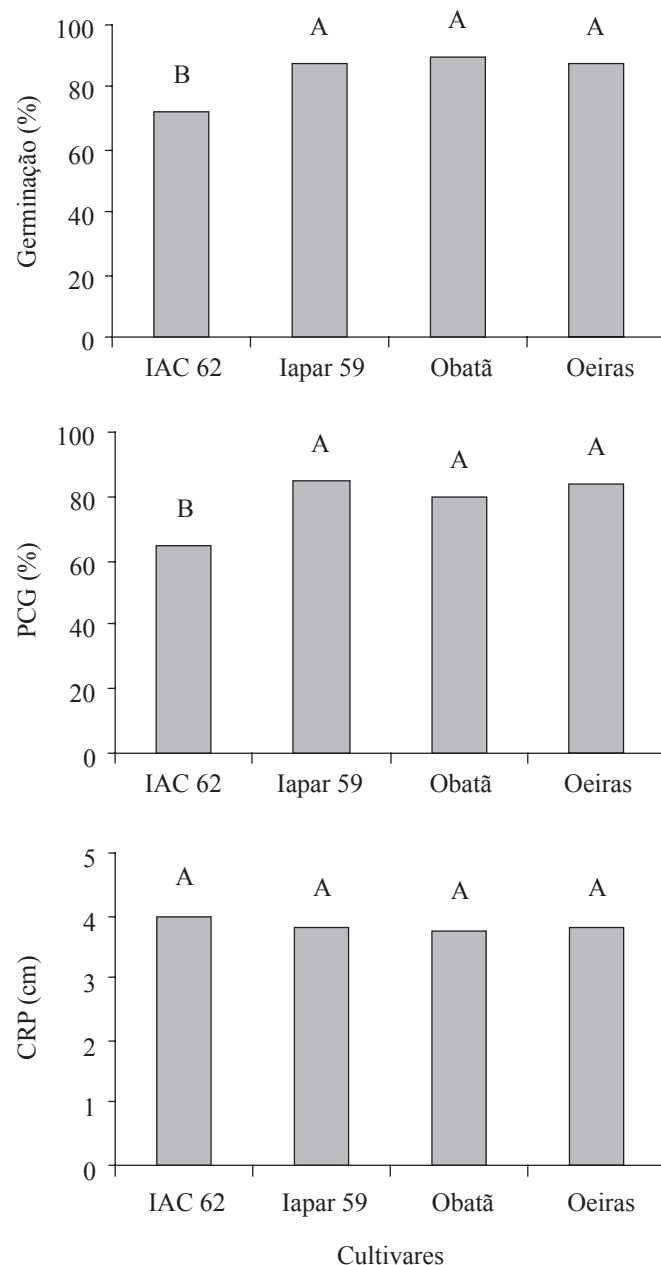 100
80
60
40
20
0
Germinação (%)
B
A
A
A
IAC 62
Iapar 59
Obatã
Oeiras
100
80
60
40
20
0
PCG (%)
B
A
A
A
IAC 62
Iapar 59
Obatã
Oeiras
5
4
3
2
1
0
CRP (cm)
A
A
A
A
IAC 62
Iapar 59
Obatã
Oeiras
Cultivares